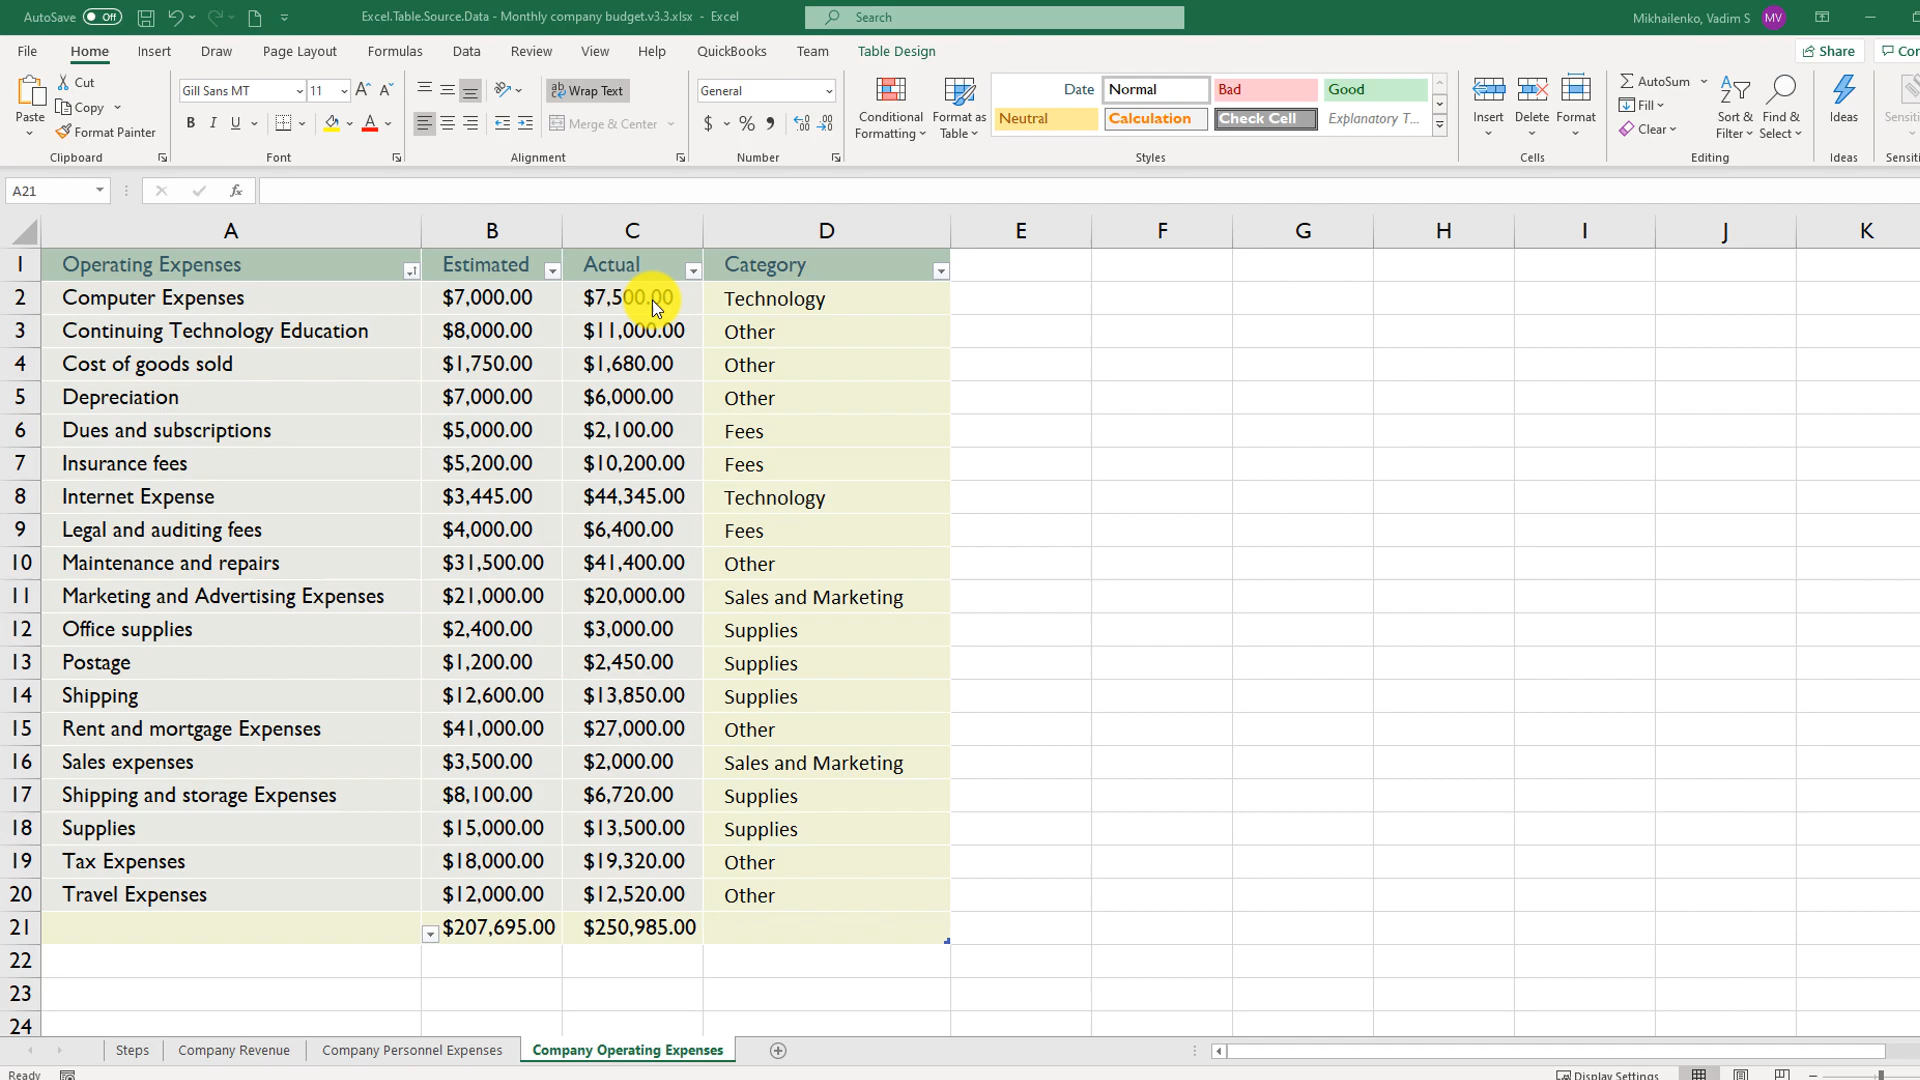 AutoSave Off Excel.Table.Source.Data - Monthly company budget.v3.3.xlsx - Excel Search Mikhailenko, Vadim S MV
File Home Insert Draw Page Layout Formulas Data Review View Help QuickBooks Team Table Design Share
Paste Cut Copy Format Painter Clipboard
Gill Sans MT 11 B I U Font
ab Wrap Text Merge & Center Alignment
General $ % Number
Conditional Formatting Format as Table
Date Normal Bad Good
Neutral Calculation Check Cell Explanatory T...
Styles
Insert Delete Format Cells
AutoSum Fill Clear Sort & Filter Find & Select Editing
Ideas Ideas
A21 fx
A B C D E F G H I J K
1 Operating Expenses Estimated Actual Category
2 Computer Expenses $7,000.00 $7,500.00 Technology
3 Continuing Technology Education $8,000.00 $11,000.00 Other
4 Cost of goods sold $1,750.00 $1,680.00 Other
5 Depreciation $7,000.00 $6,000.00 Other
6 Dues and subscriptions $5,000.00 $2,100.00 Fees
7 Insurance fees $5,200.00 $10,200.00 Fees
8 Internet Expense $3,445.00 $44,345.00 Technology
9 Legal and auditing fees $4,000.00 $6,400.00 Fees
10 Maintenance and repairs $31,500.00 $41,400.00 Other
11 Marketing and Advertising Expenses $21,000.00 $20,000.00 Sales and Marketing
12 Office supplies $2,400.00 $3,000.00 Supplies
13 Postage $1,200.00 $2,450.00 Supplies
14 Shipping $12,600.00 $13,850.00 Supplies
15 Rent and mortgage Expenses $41,000.00 $27,000.00 Other
16 Sales expenses $3,500.00 $2,000.00 Sales and Marketing
17 Shipping and storage Expenses $8,100.00 $6,720.00 Supplies
18 Supplies $15,000.00 $13,500.00 Supplies
19 Tax Expenses $18,000.00 $19,320.00 Other
20 Travel Expenses $12,000.00 $12,520.00 Other
21 $207,695.00 $250,985.00
22
23
24
Steps Company Revenue Company Personnel Expenses Company Operating Expenses
Ready Display Settings